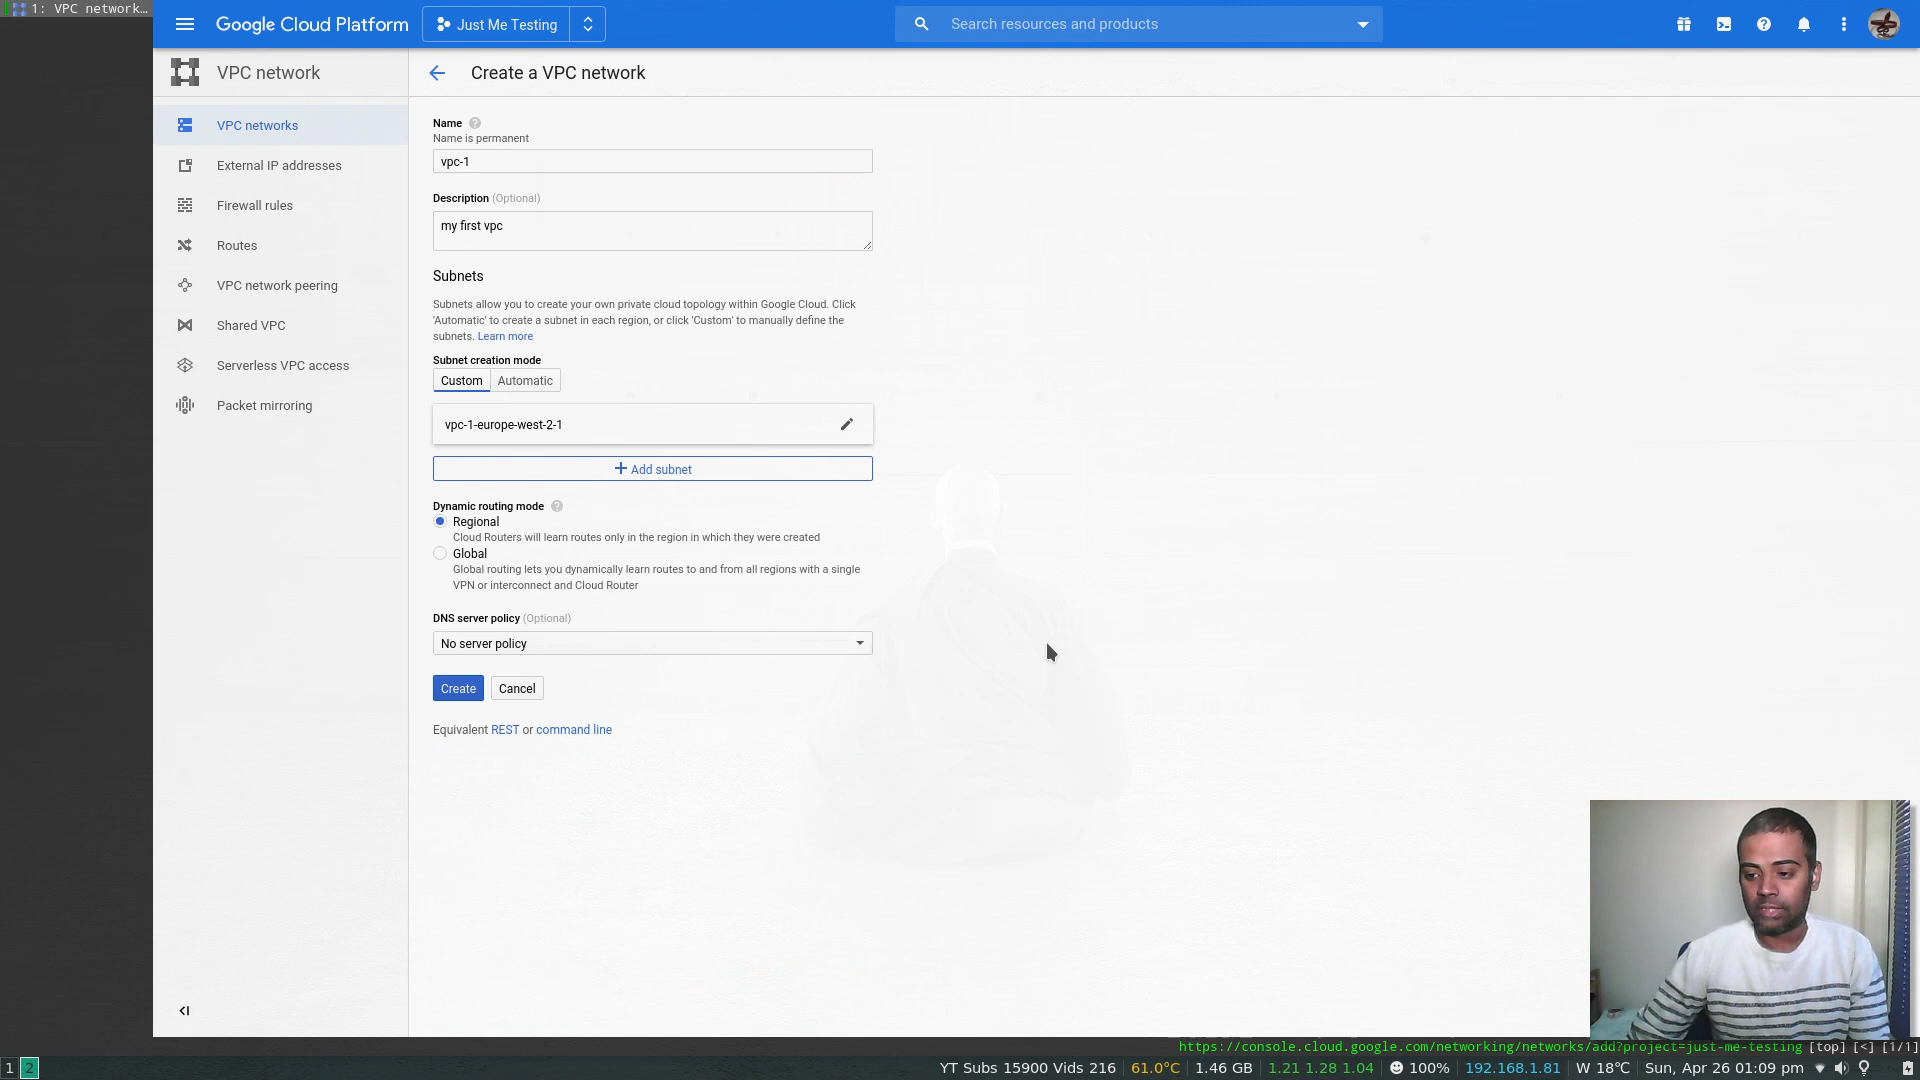 1: VPC network…
Google Cloud Platform
Just Me Testing
Search resources and products
VPC network
Create a VPC network
VPC networks
External IP addresses
Firewall rules
Routes
VPC network peering
Shared VPC
Serverless VPC access
Packet mirroring
Name
Name is permanent
vpc-1
Description (Optional)
my first vpc
Subnets
Subnets allow you to create your own private cloud topology within Google Cloud. Click
'Automatic' to create a subnet in each region, or click 'Custom' to manually define the
subnets. Learn more
Subnet creation mode
Custom Automatic
vpc-1-europe-west-2-1
+ Add subnet
Dynamic routing mode
Regional
Cloud Routers will learn routes only in the region in which they were created
Global
Global routing lets you dynamically learn routes to and from all regions with a single
VPN or interconnect and Cloud Router
DNS server policy (Optional)
No server policy
Create Cancel
Equivalent REST or command line
https://console.cloud.google.com/networking/networks/add?project=just-me-testing [top] [<] [1/1]
1 2 YT Subs 15900 Vids 216 61.0°C 1.46 GB 1.21 1.28 1.04 100% 192.168.1.81 W 18°C Sun, Apr 26 01:09 pm